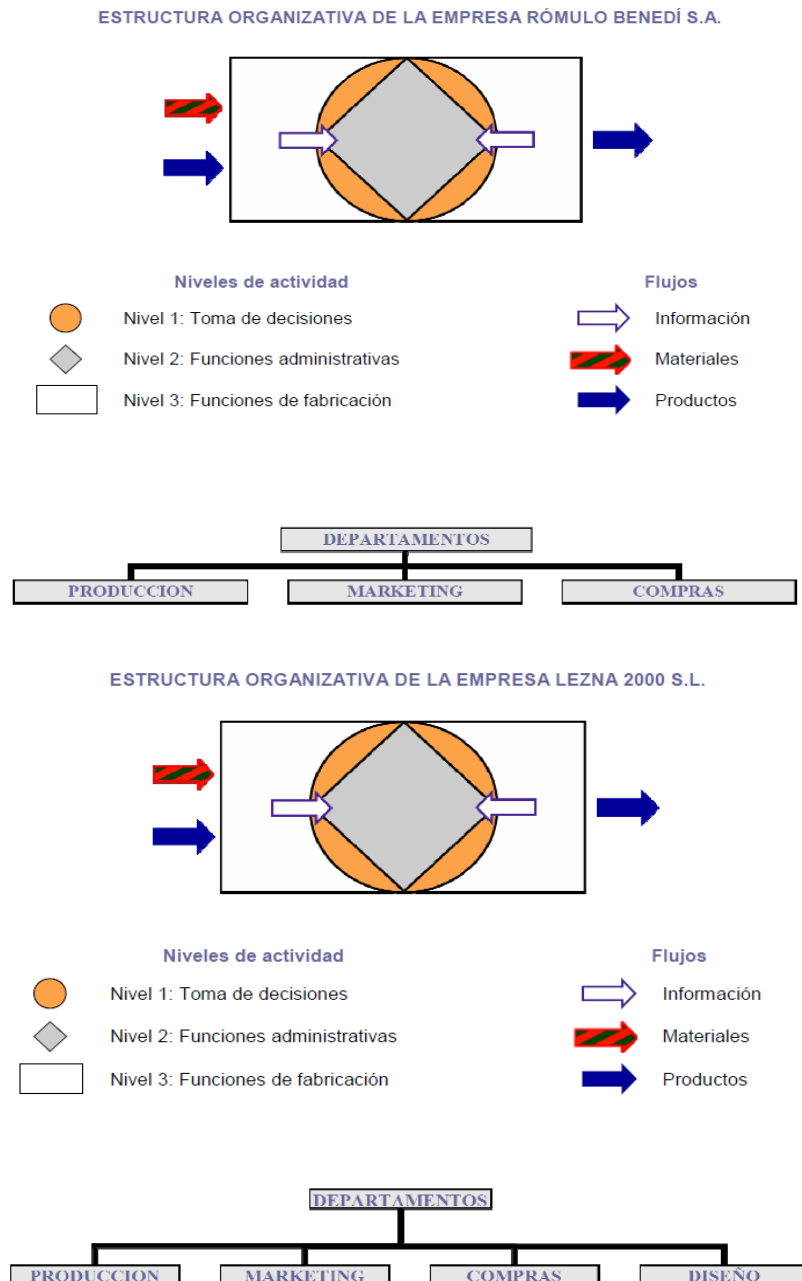 ESTRUCTURA ORGANIZATIVA DE LA EMPRESA RÓMULO BENEDÍ S.A.
Niveles de actividad Flujos
Nivel 1: Toma de decisiones Información
Nivel 2: Funciones administrativas Materiales
Nivel 3: Funciones de fabricación Productos
DEPARTAMENTOS
PRODUCCION MARKETING COMPRAS
ESTRUCTURA ORGANIZATIVA DE LA EMPRESA LEZNA 2000 S.L.
Niveles de actividad Flujos
Nivel 1: Toma de decisiones Información
Nivel 2: Funciones administrativas Materiales
Nivel 3: Funciones de fabricación Productos
DEPARTAMENTOS
PRODUCCION MARKETING COMPRAS DISEÑO